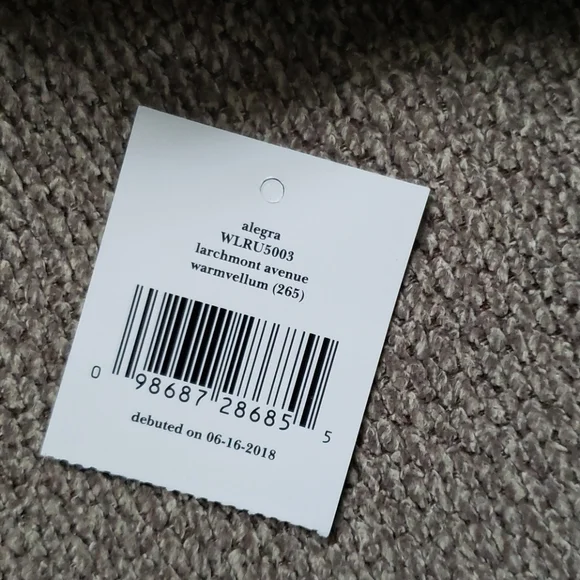 alegra
WLRU5003
larchmont avenue
warmvellum (265)
0 98687 28685 5
debuted on 06-16-2018